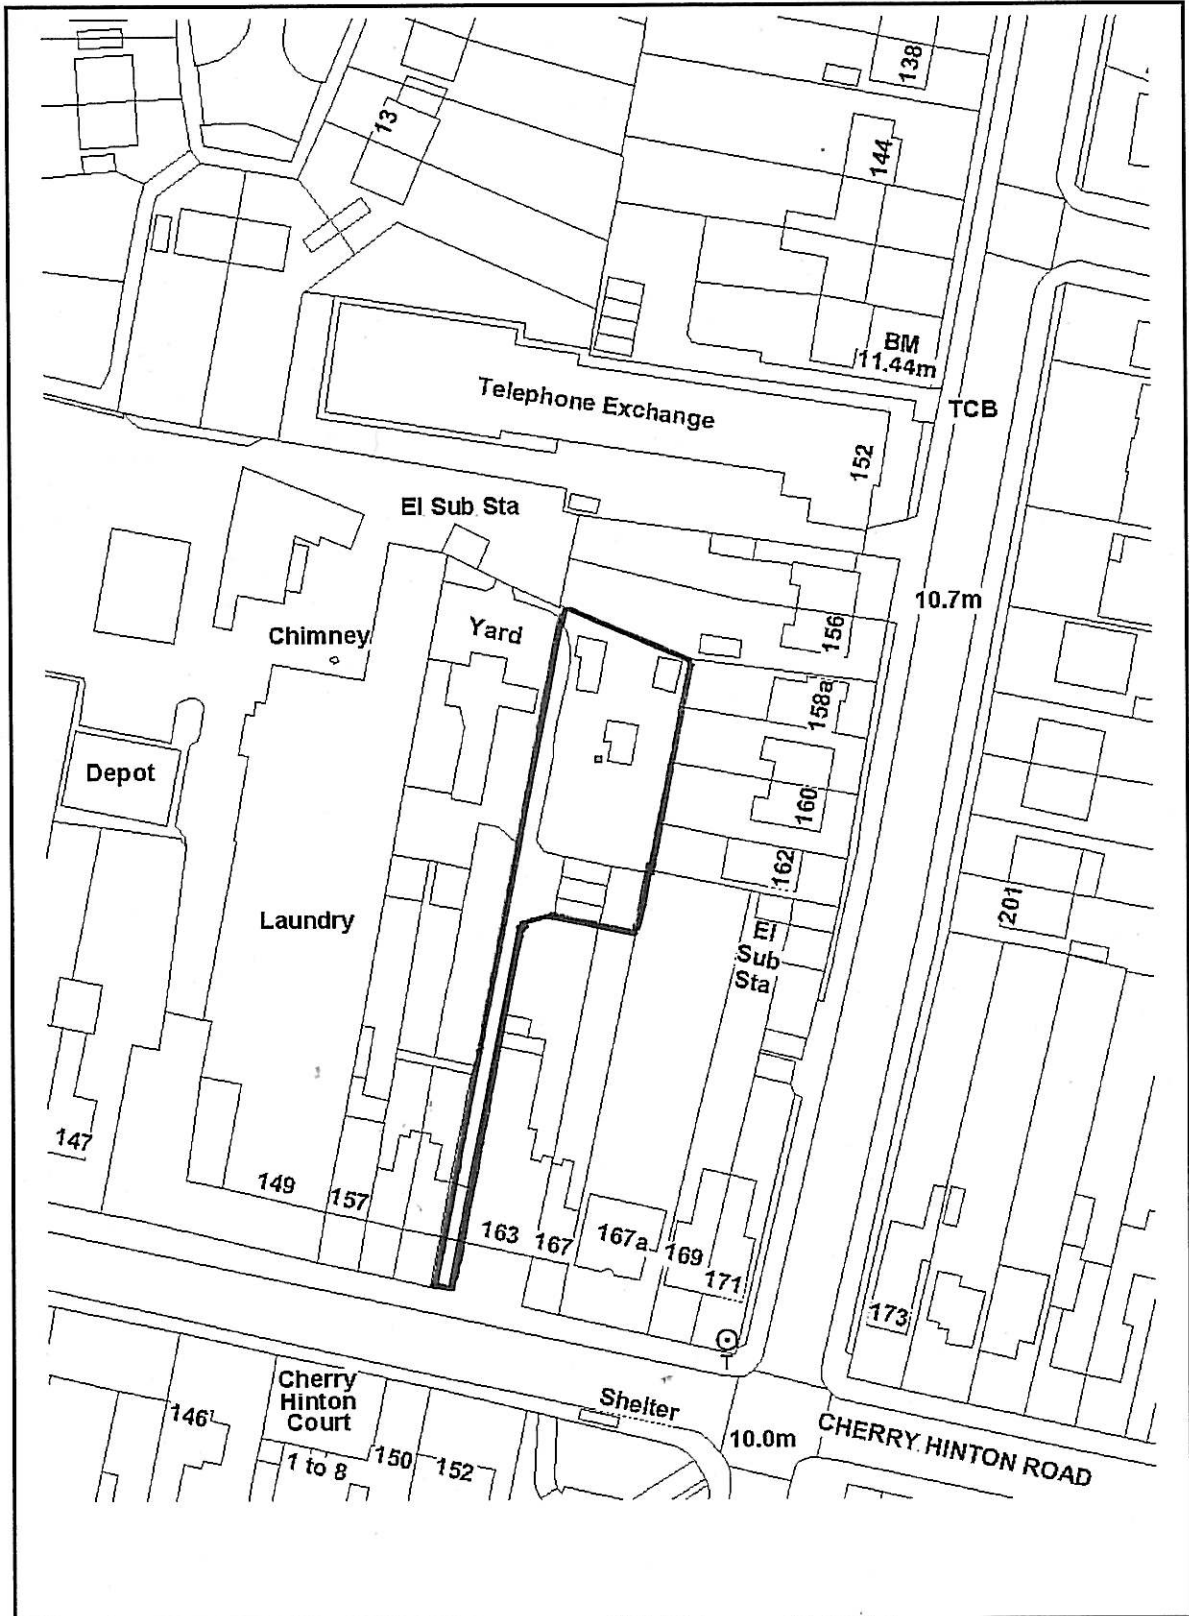 138
13
144
BM
11.44m
Telephone Exchange
TCB
152
El Sub Sta
10.7m
Chimney
Yard
156
158a
Depot
160
162
Laundry
201
El
Sub
Sta
147
149
157
163
167
167a
169
171
173
T
Cherry
Hinton
Court
146
Shelter
10.0m
CHERRY HINTON ROAD
1 to 8
150
152